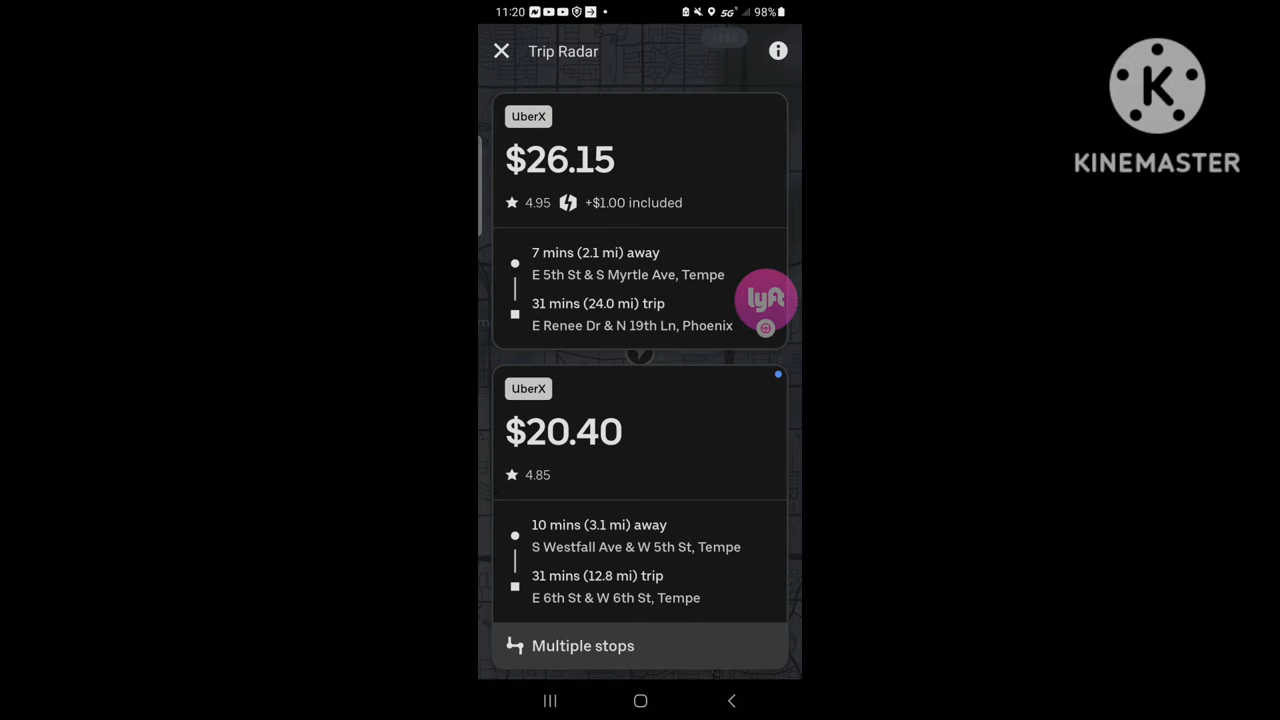 11:20
5G
98%
Trip Radar
UberX
$26.15
4.95 +$1.00 included
7 mins (2.1 mi) away
E 5th St & S Myrtle Ave, Tempe
31 mins (24.0 mi) trip
E Renee Dr & N 19th Ln, Phoenix
lyft
UberX
$20.40
4.85
10 mins (3.1 mi) away
S Westfall Ave & W 5th St, Tempe
31 mins (12.8 mi) trip
E 6th St & W 6th St, Tempe
Multiple stops
K
KINEMASTER